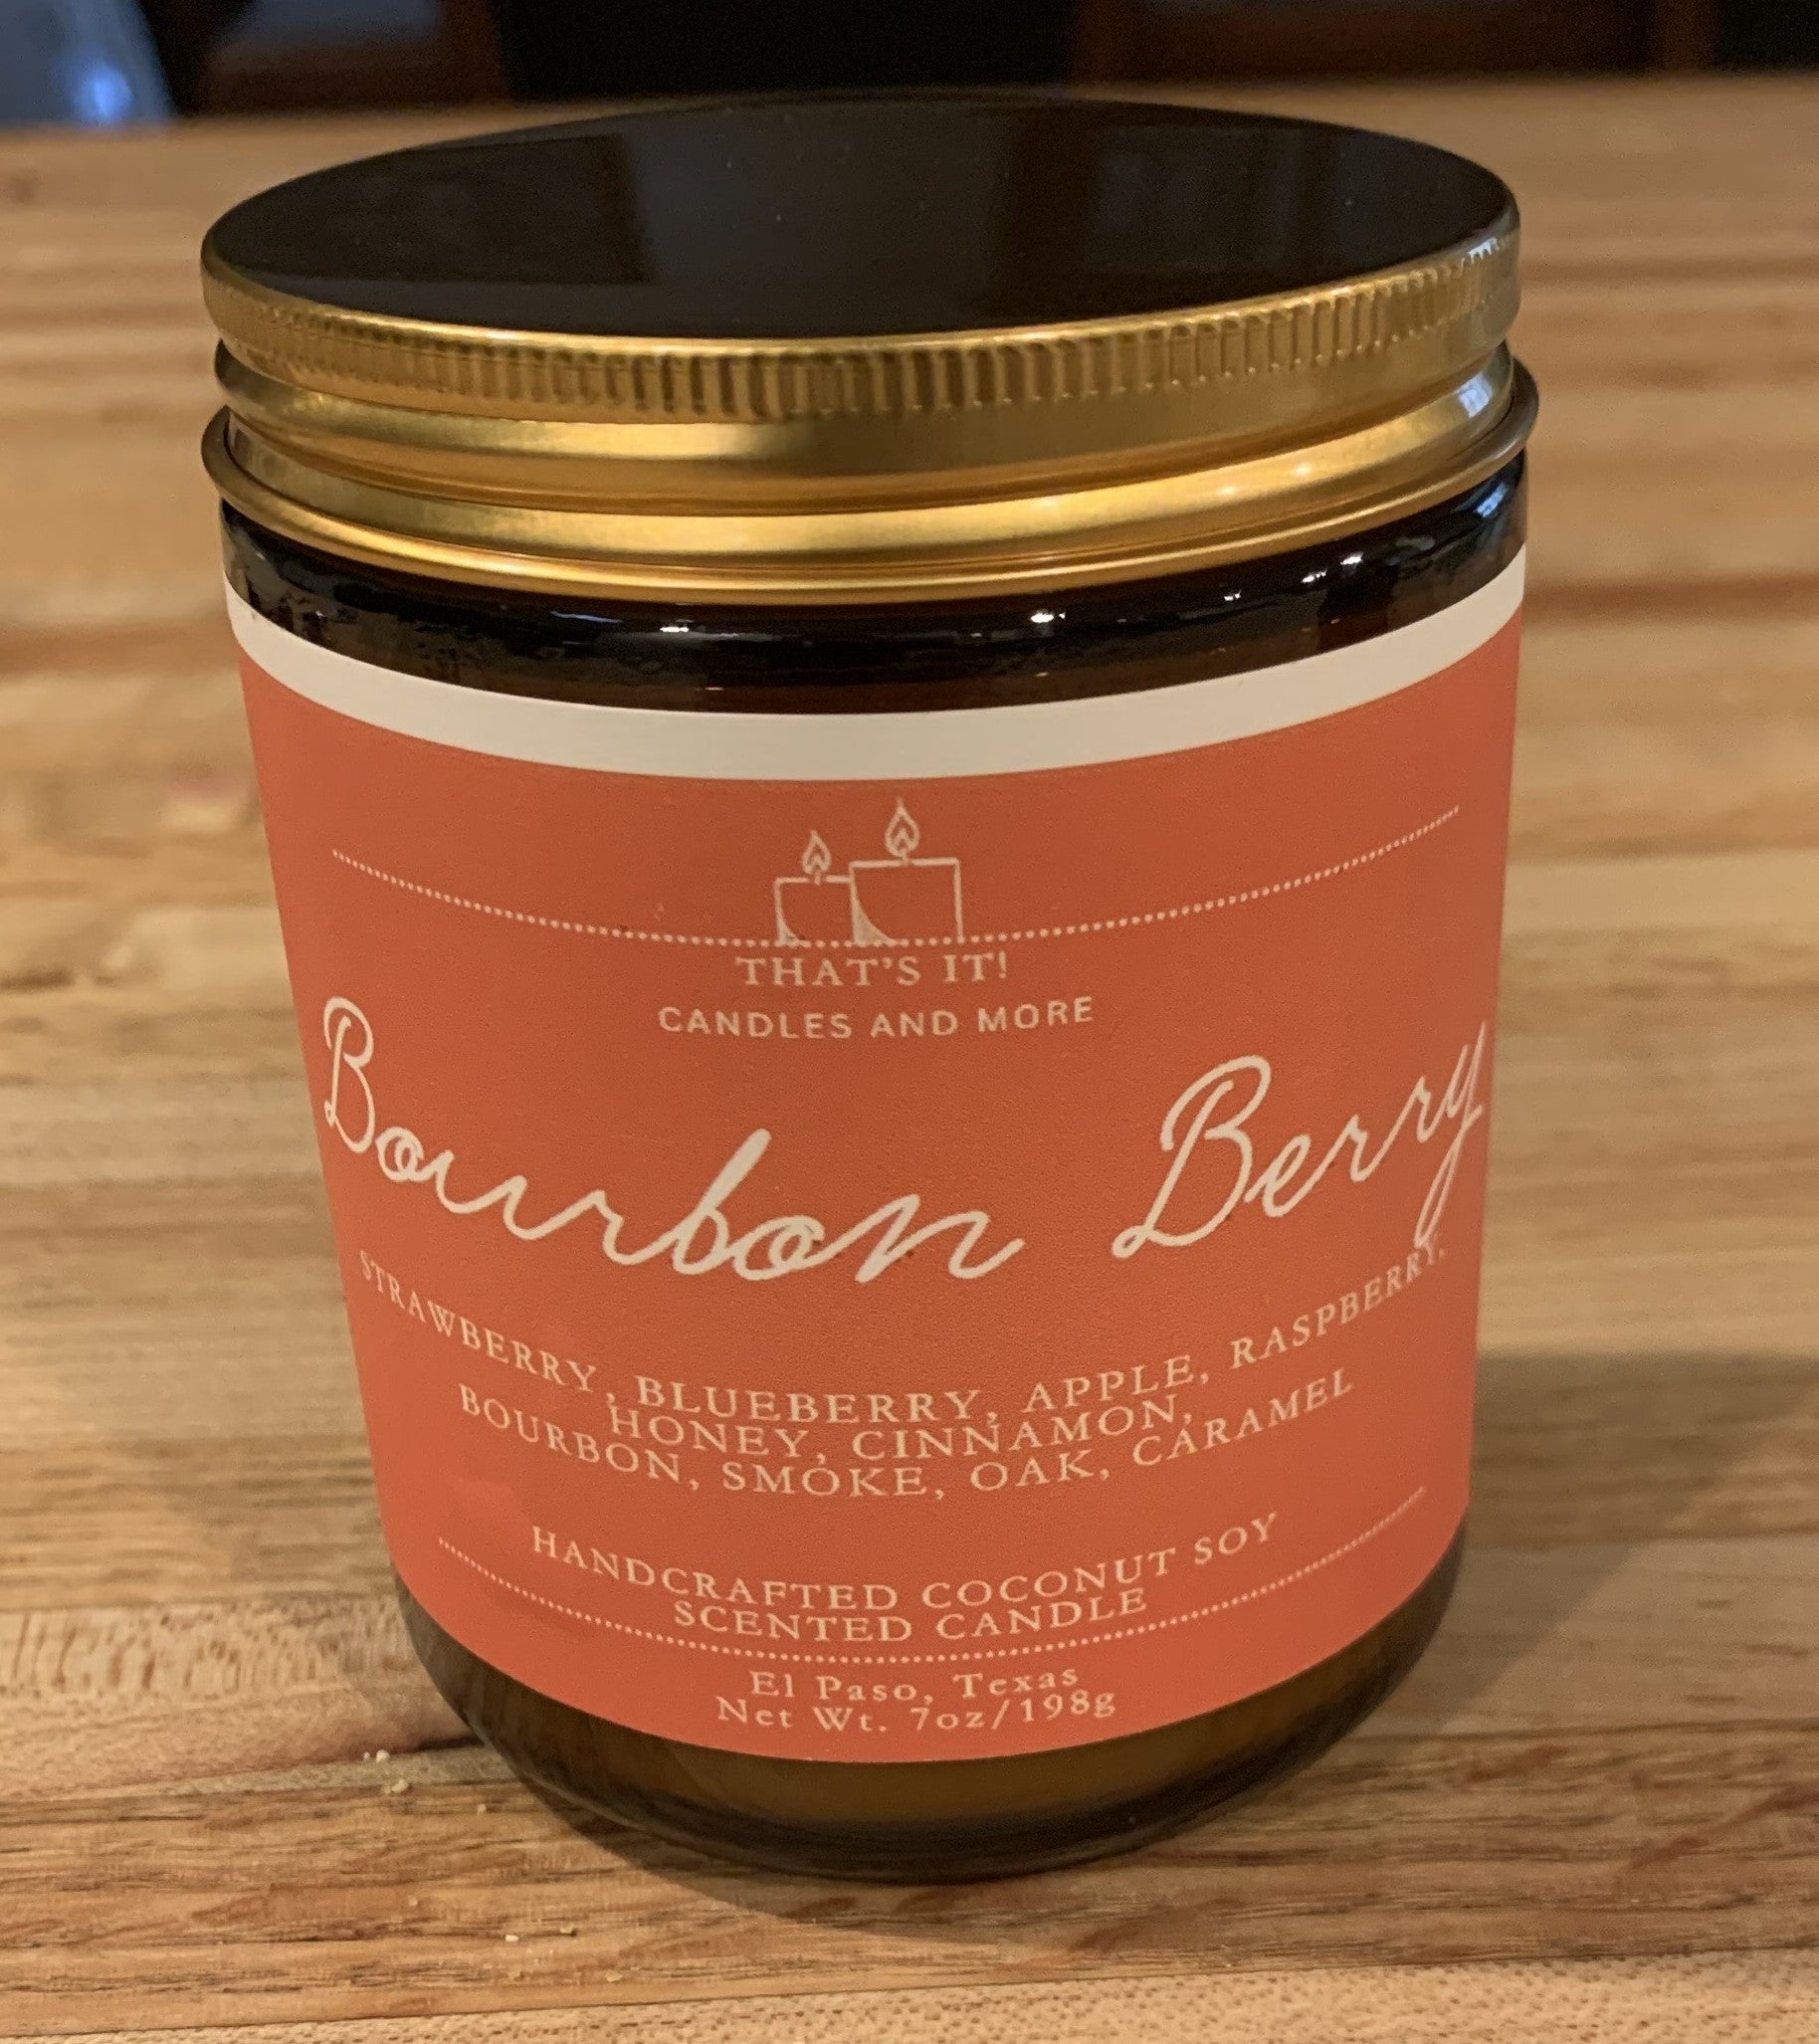 THAT'S IT!
CANDLES AND MORE
Bourbon Berry
STRAWBERRY, BLUEBERRY, APPLE, RASPBERRY,
HONEY, CINNAMON,
BOURBON, SMOKE, OAK, CARAMEL
HANDCRAFTED COCONUT SOY
SCENTED CANDLE
El Paso, Texas
Net Wt. 7oz/198g